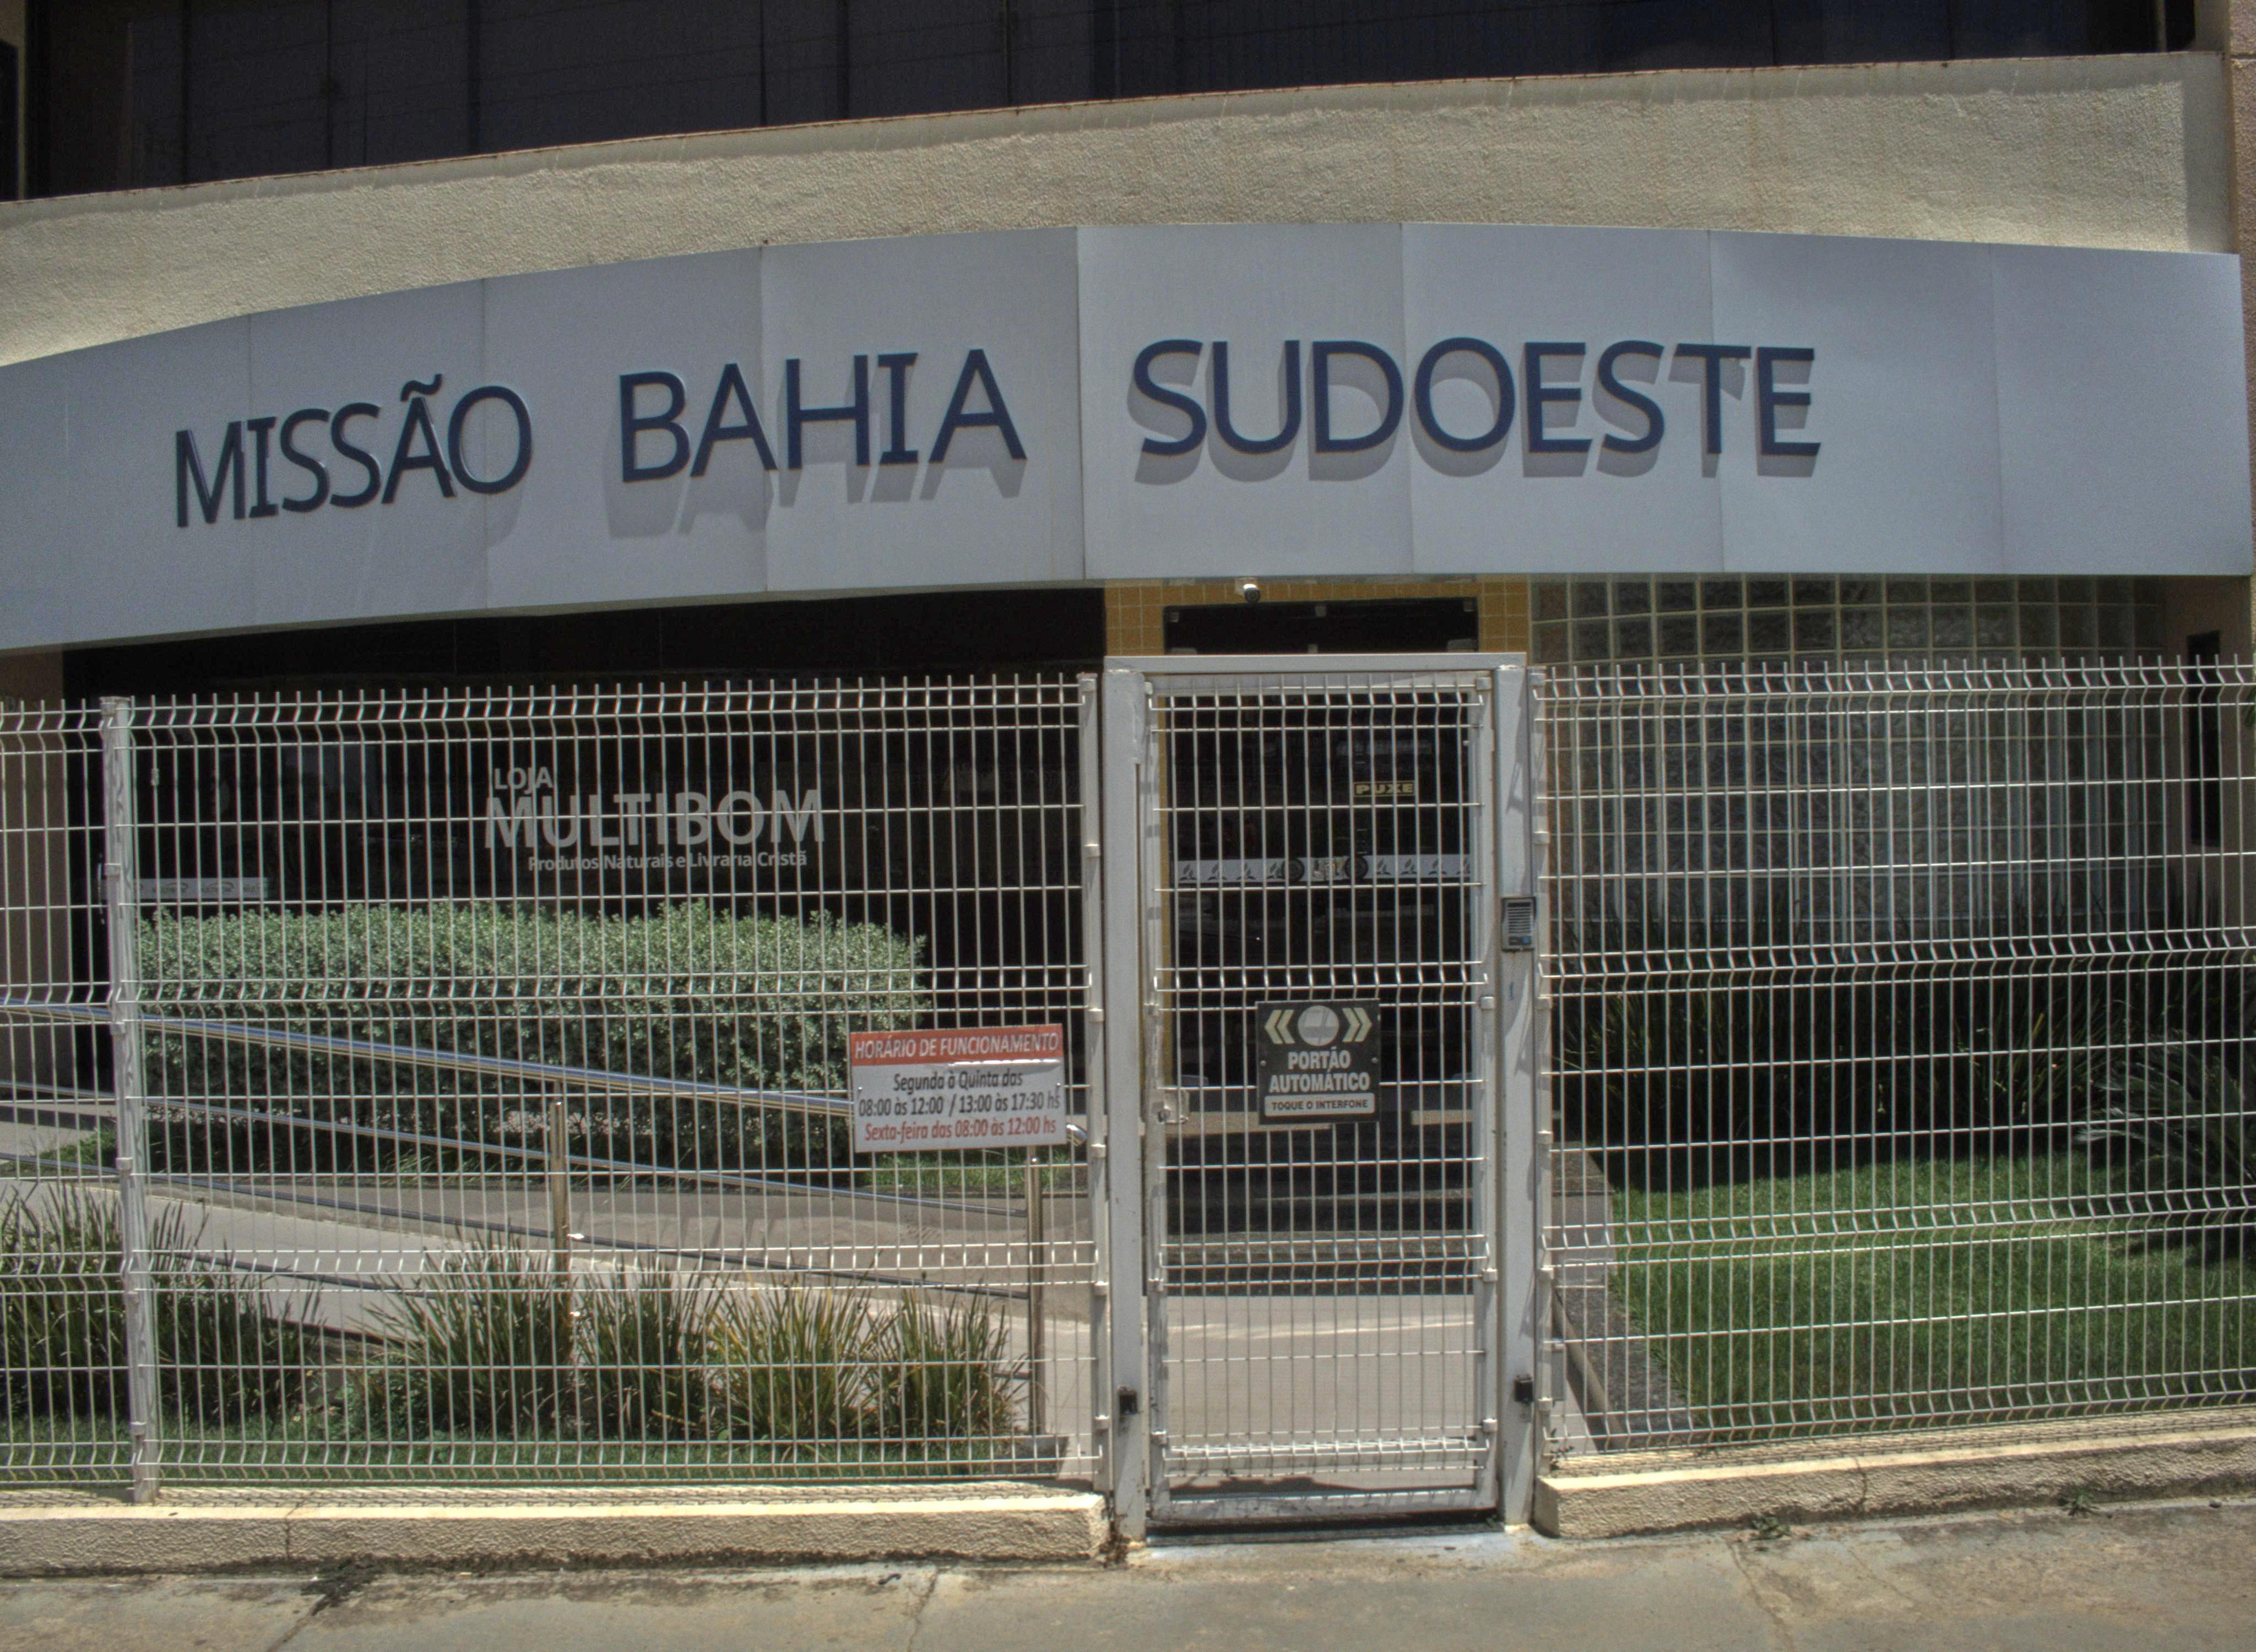 MISSÃO BAHIA SUDOESTE
LOJA
MULTIBOM
Produtos Naturais e Livraria Cristã
PUXE
HORÁRIO DE FUNCIONAMENTO
Segunda à Quinta das
08:00 às 12:00 / 13:00 às 17:30 hs
Sexta-feira das 08:00 às 12:00 hs
PORTÃO
AUTOMÁTICO
TOQUE O INTERFONE